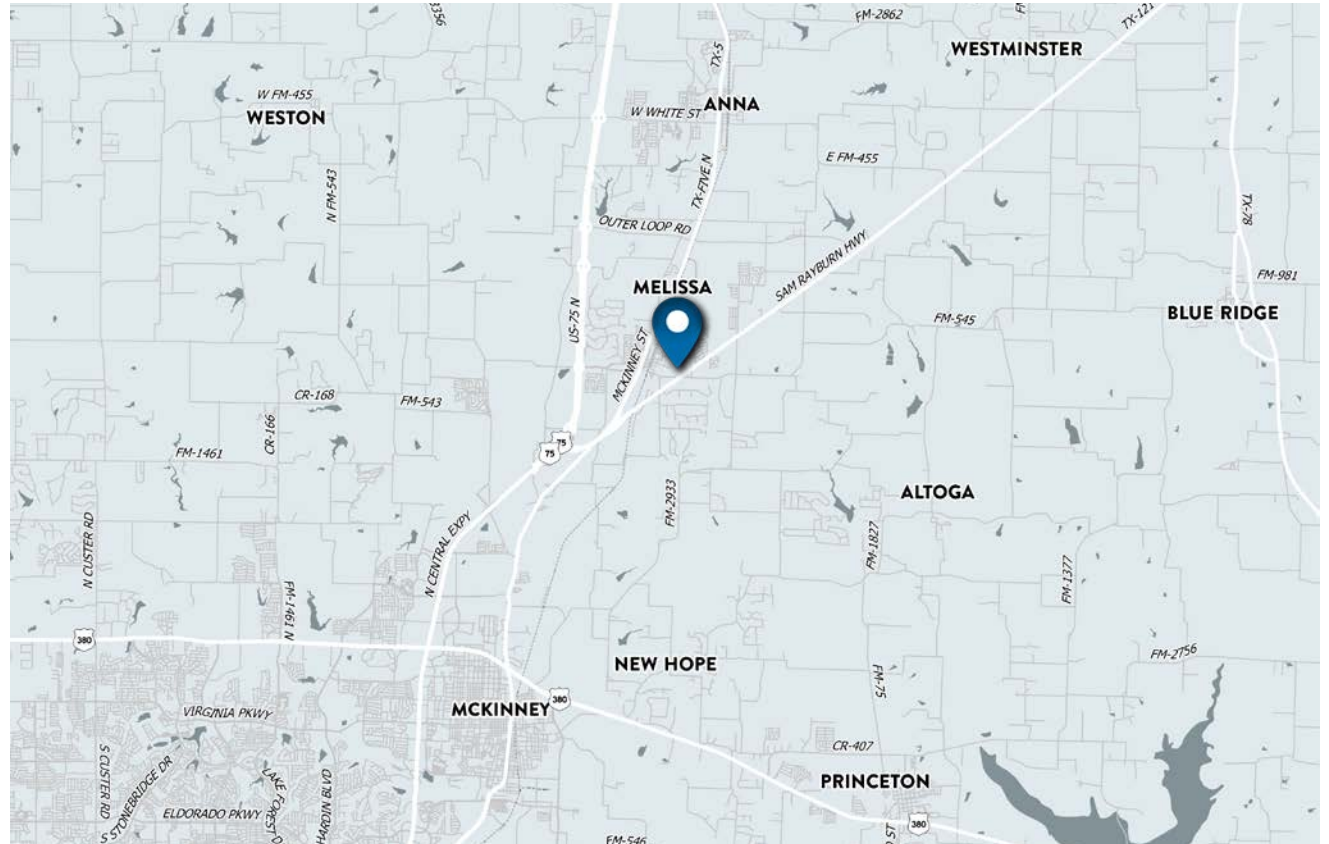 3356
FM-2862
TX-121
WESTMINSTER
TX-5
W FM-455
WESTON
W WHITE ST
ANNA
E FM-455
N FM-543
TX-FIVE N
TX-78
OUTER LOOP RD
SAM RAYBURN HWY
FM-981
MELISSA
US-75 N
BLUE RIDGE
FM-545
MCKINNEY ST
CR-168
FM-543
CR-166
75
75
FM-1461
ALTOGA
FM-2933
N CUSTER RD
N CENTRAL EXPY
FM-1827
FM-1377
FM-1461 N
380
NEW HOPE
FM-2756
FM-75
MCKINNEY
380
VIRGINIA PKWY
CR-407
S CUSTER RD
S STONEBRIDGE DR
LAKE FOREST D
HARDIN BLVD
PRINCETON
ELDORADO PKWY
380
FM-546